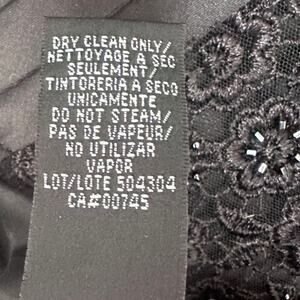 DRY CLEAN ONLY/
NETTOYAGE A SEC
SEULEMENT/
TINTORERIA A SECO
UNICAMENTE
DO NOT STEAM/
PAS DE VAPEUR/
NO UTILIZAR
VAPOR
LOT/LOTE 504304
CA#00745